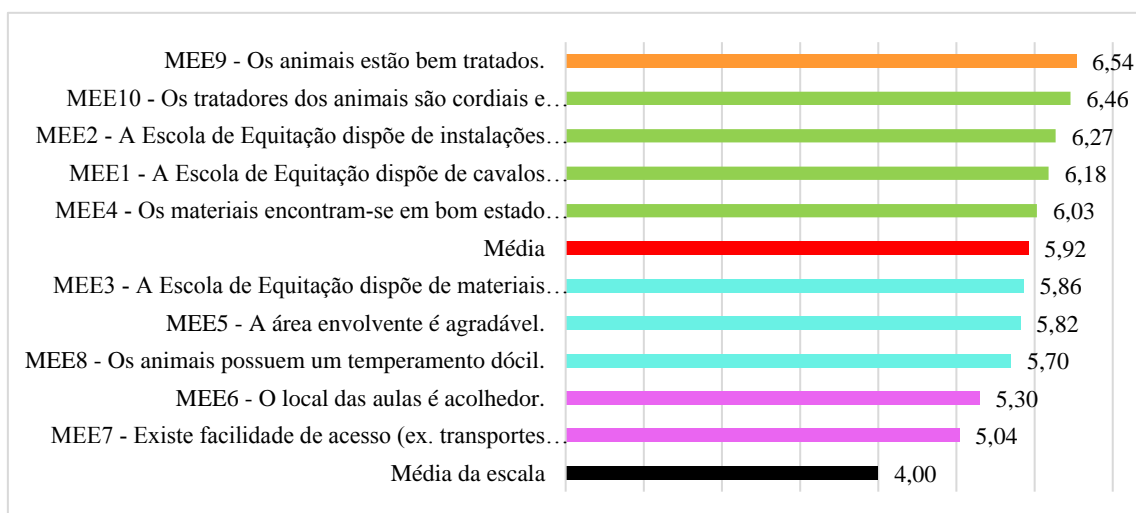 MEE9 - Os animais estão bem tratados. 6,54
MEE10 - Os tratadores dos animais são cordiais e… 6,46
MEE2 - A Escola de Equitação dispõe de instalações… 6,27
MEE1 - A Escola de Equitação dispõe de cavalos… 6,18
MEE4 - Os materiais encontram-se em bom estado… 6,03
Média 5,92
MEE3 - A Escola de Equitação dispõe de materiais… 5,86
MEE5 - A área envolvente é agradável. 5,82
MEE8 - Os animais possuem um temperamento dócil. 5,70
MEE6 - O local das aulas é acolhedor. 5,30
MEE7 - Existe facilidade de acesso (ex. transportes… 5,04
Média da escala 4,00